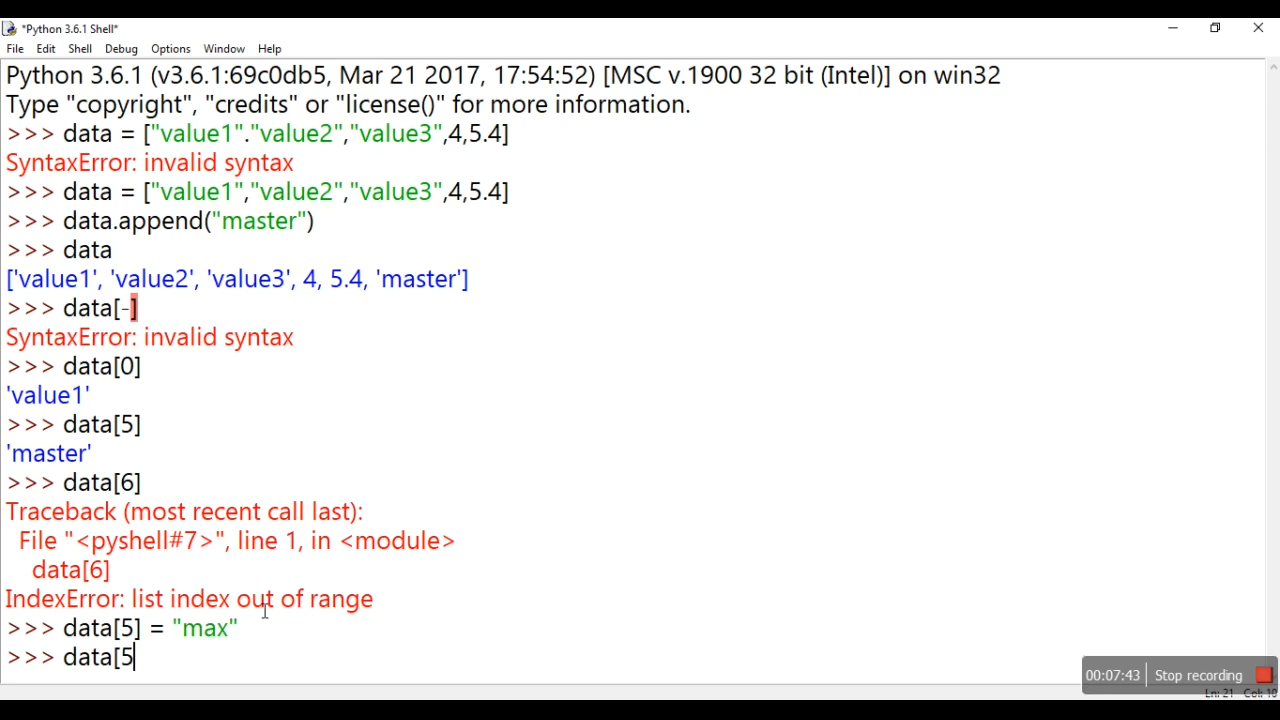 *Python 3.6.1 Shell*
File Edit Shell Debug Options Window Help
Python 3.6.1 (v3.6.1:69c0db5, Mar 21 2017, 17:54:52) [MSC v.1900 32 bit (Intel)] on win32
Type "copyright", "credits" or "license()" for more information.
>>> data = ["value1"."value2","value3",4,5.4]
SyntaxError: invalid syntax
>>> data = ["value1","value2","value3",4,5.4]
>>> data.append("master")
>>> data
['value1', 'value2', 'value3', 4, 5.4, 'master']
>>> data[-]
SyntaxError: invalid syntax
>>> data[0]
'value1'
>>> data[5]
'master'
>>> data[6]
Traceback (most recent call last):
  File "<pyshell#7>", line 1, in <module>
    data[6]
IndexError: list index out of range
>>> data[5] = "max"
>>> data[5
00:07:43 Stop recording
Ln: 21 Col: 10